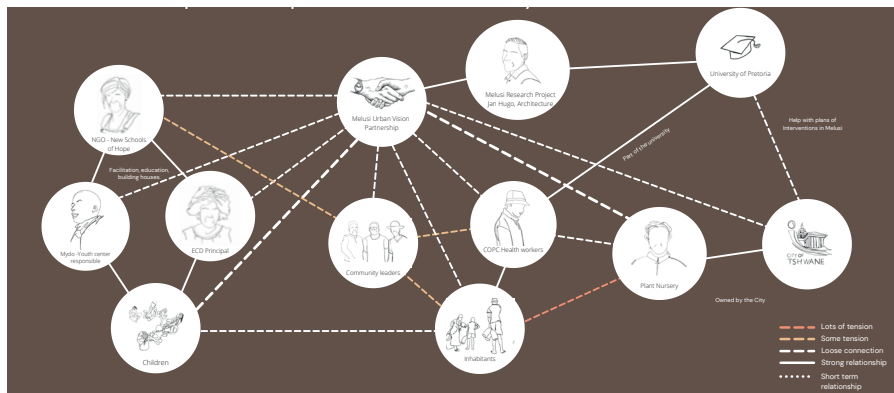 University of Pretoria
Melusi Research Project
Jan Hugo, Architecture
Melusi Urban Vision
Partnership
NGO - New Schools
of Hope
Help with plans of
Interventions in Melusi
Part of the university
Facilitation, education,
building houses.
Mydo -Youth center
responsible
ECD Principal
COPC Health workers
Community leaders
Plant Nursery
CITY OF
TSHWANE
Owned by the City
Children
Inhabitants
Lots of tension
Some tension
Loose connection
Strong relationship
Short term
relationship